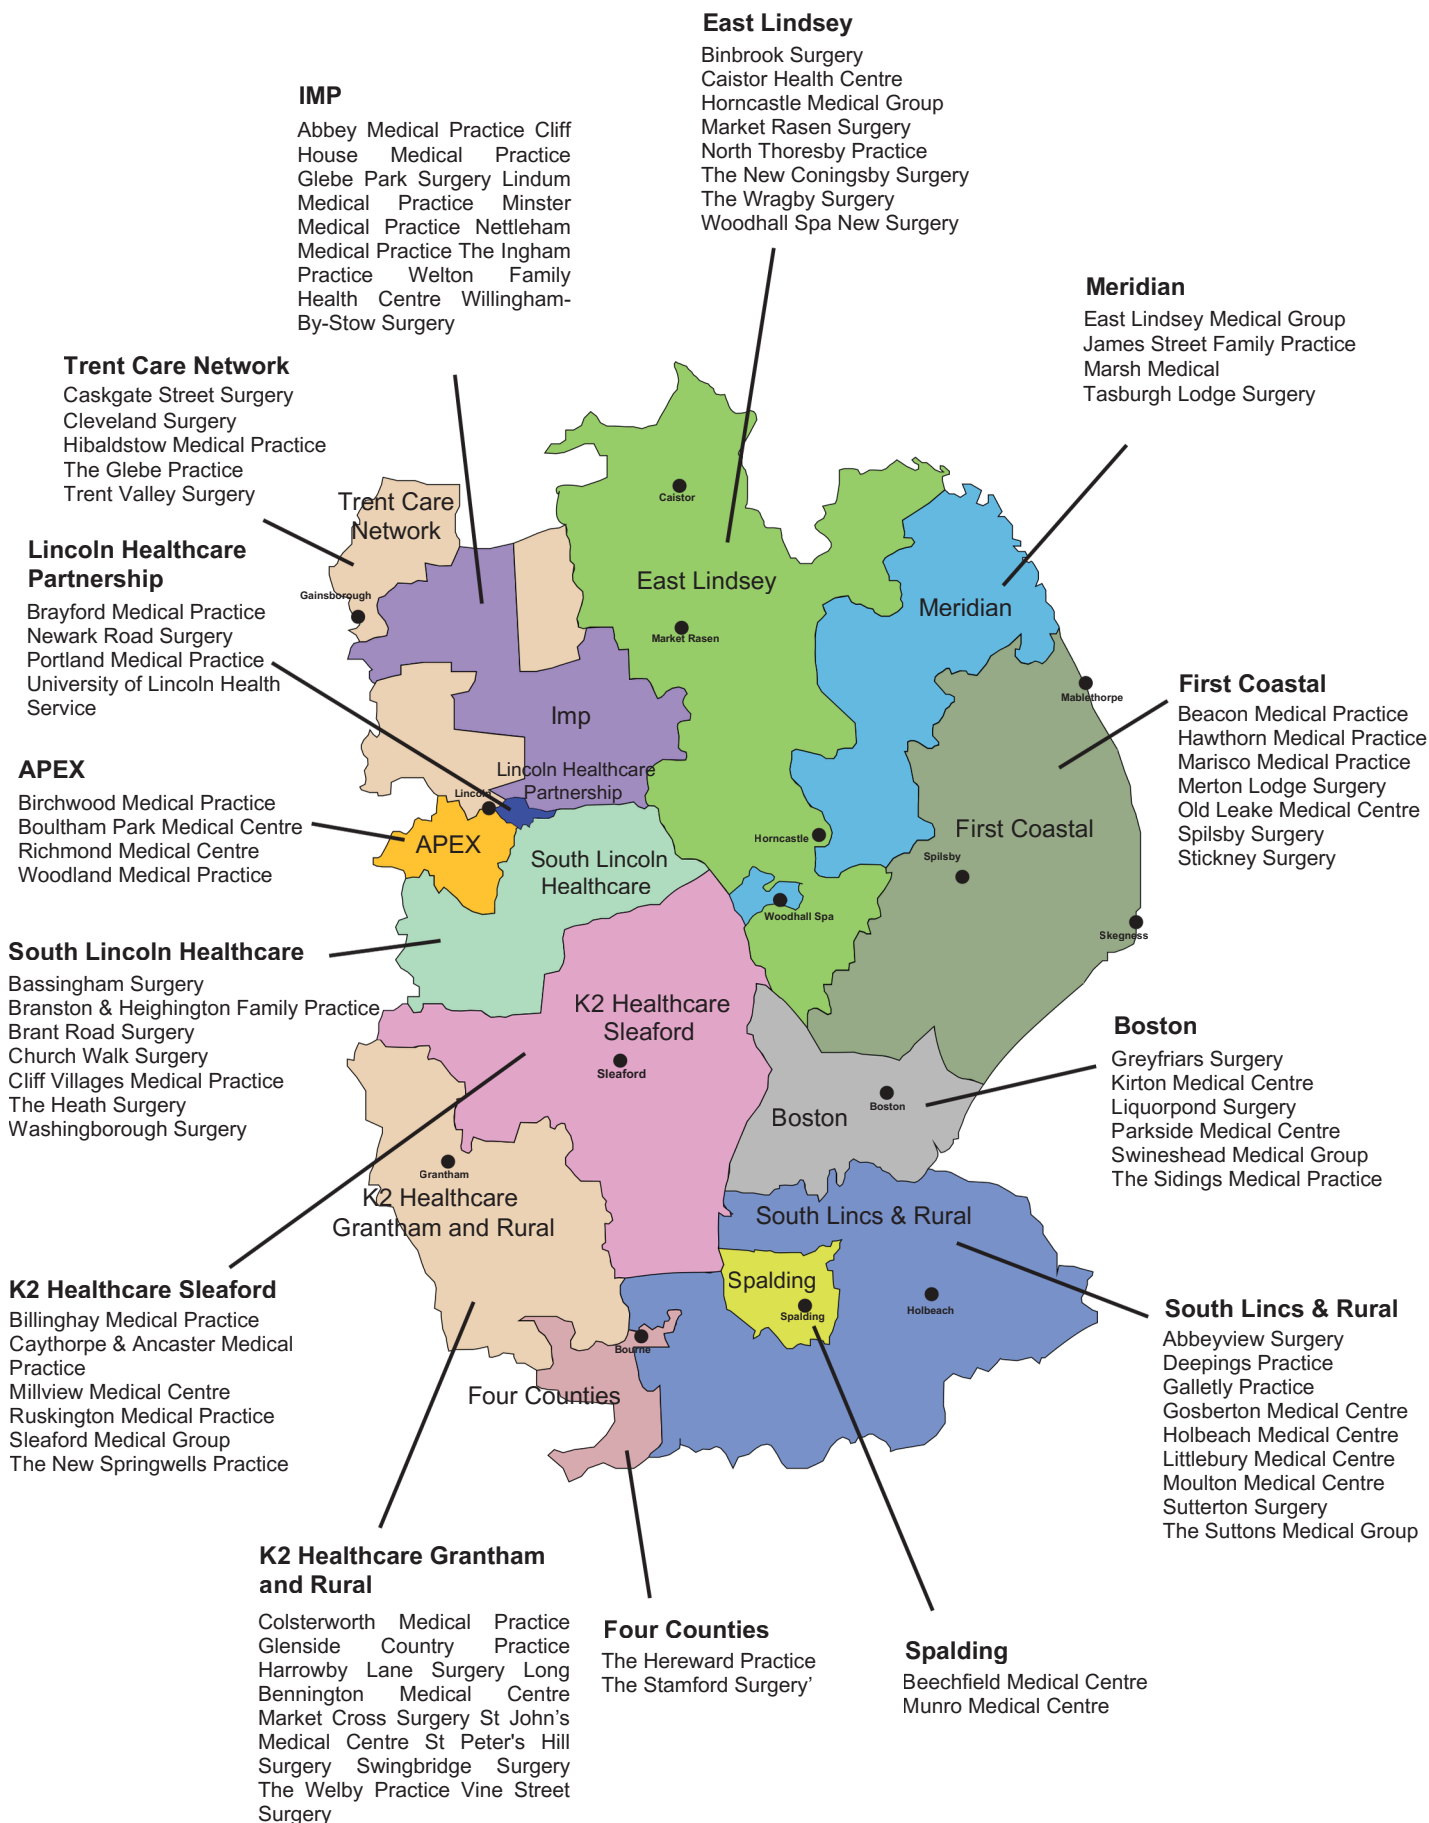 East Lindsey
Binbrook Surgery
Caistor Health Centre
Horncastle Medical Group
Market Rasen Surgery
North Thoresby Practice
The New Coningsby Surgery
The Wragby Surgery
Woodhall Spa New Surgery
IMP
Abbey Medical Practice Cliff
House Medical Practice
Glebe Park Surgery Lindum
Medical Practice Minster
Medical Practice Nettleham
Medical Practice The Ingham
Practice Welton Family
Health Centre Willingham-
By-Stow Surgery
Meridian
East Lindsey Medical Group
James Street Family Practice
Marsh Medical
Tasburgh Lodge Surgery
Trent Care Network
Caskgate Street Surgery
Cleveland Surgery
Hibaldstow Medical Practice
The Glebe Practice
Trent Valley Surgery
Lincoln Healthcare
Partnership
Brayford Medical Practice
Newark Road Surgery
Portland Medical Practice
University of Lincoln Health
Service
APEX
Birchwood Medical Practice
Boultham Park Medical Centre
Richmond Medical Centre
Woodland Medical Practice
South Lincoln Healthcare
Bassingham Surgery
Branston & Heighington Family Practice
Brant Road Surgery
Church Walk Surgery
Cliff Villages Medical Practice
The Heath Surgery
Washingborough Surgery
K2 Healthcare Sleaford
Billinghay Medical Practice
Caythorpe & Ancaster Medical
Practice
Millview Medical Centre
Ruskington Medical Practice
Sleaford Medical Group
The New Springwells Practice
Trent Care
Network
Gainsborough
Caistor
East Lindsey
Market Rasen
Meridian
Mablethorpe
Imp
Lincoln Healthcare
Partnership
Lincoln
APEX
South Lincoln
Healthcare
Horncastle
First Coastal
Spilsby
Woodhall Spa
Skegness
K2 Healthcare
Sleaford
Sleaford
Boston
Boston
Grantham
K2 Healthcare
Grantham and Rural
South Lincs & Rural
Spalding
Spalding
Holbeach
Bourne
Four Counties
First Coastal
Beacon Medical Practice
Hawthorn Medical Practice
Marisco Medical Practice
Merton Lodge Surgery
Old Leake Medical Centre
Spilsby Surgery
Stickney Surgery
Boston
Greyfriars Surgery
Kirton Medical Centre
Liquorpond Surgery
Parkside Medical Centre
Swineshead Medical Group
The Sidings Medical Practice
South Lincs & Rural
Abbeyview Surgery
Deepings Practice
Galletly Practice
Gosberton Medical Centre
Holbeach Medical Centre
Littlebury Medical Centre
Moulton Medical Centre
Sutterton Surgery
The Suttons Medical Group
K2 Healthcare Grantham
and Rural
Colsterworth Medical Practice
Glenside Country Practice
Harrowby Lane Surgery Long
Bennington Medical Centre
Market Cross Surgery St John’s
Medical Centre St Peter's Hill
Surgery Swingbridge Surgery
The Welby Practice Vine Street
Surgery
Four Counties
The Hereward Practice
The Stamford Surgery’
Spalding
Beechfield Medical Centre
Munro Medical Centre